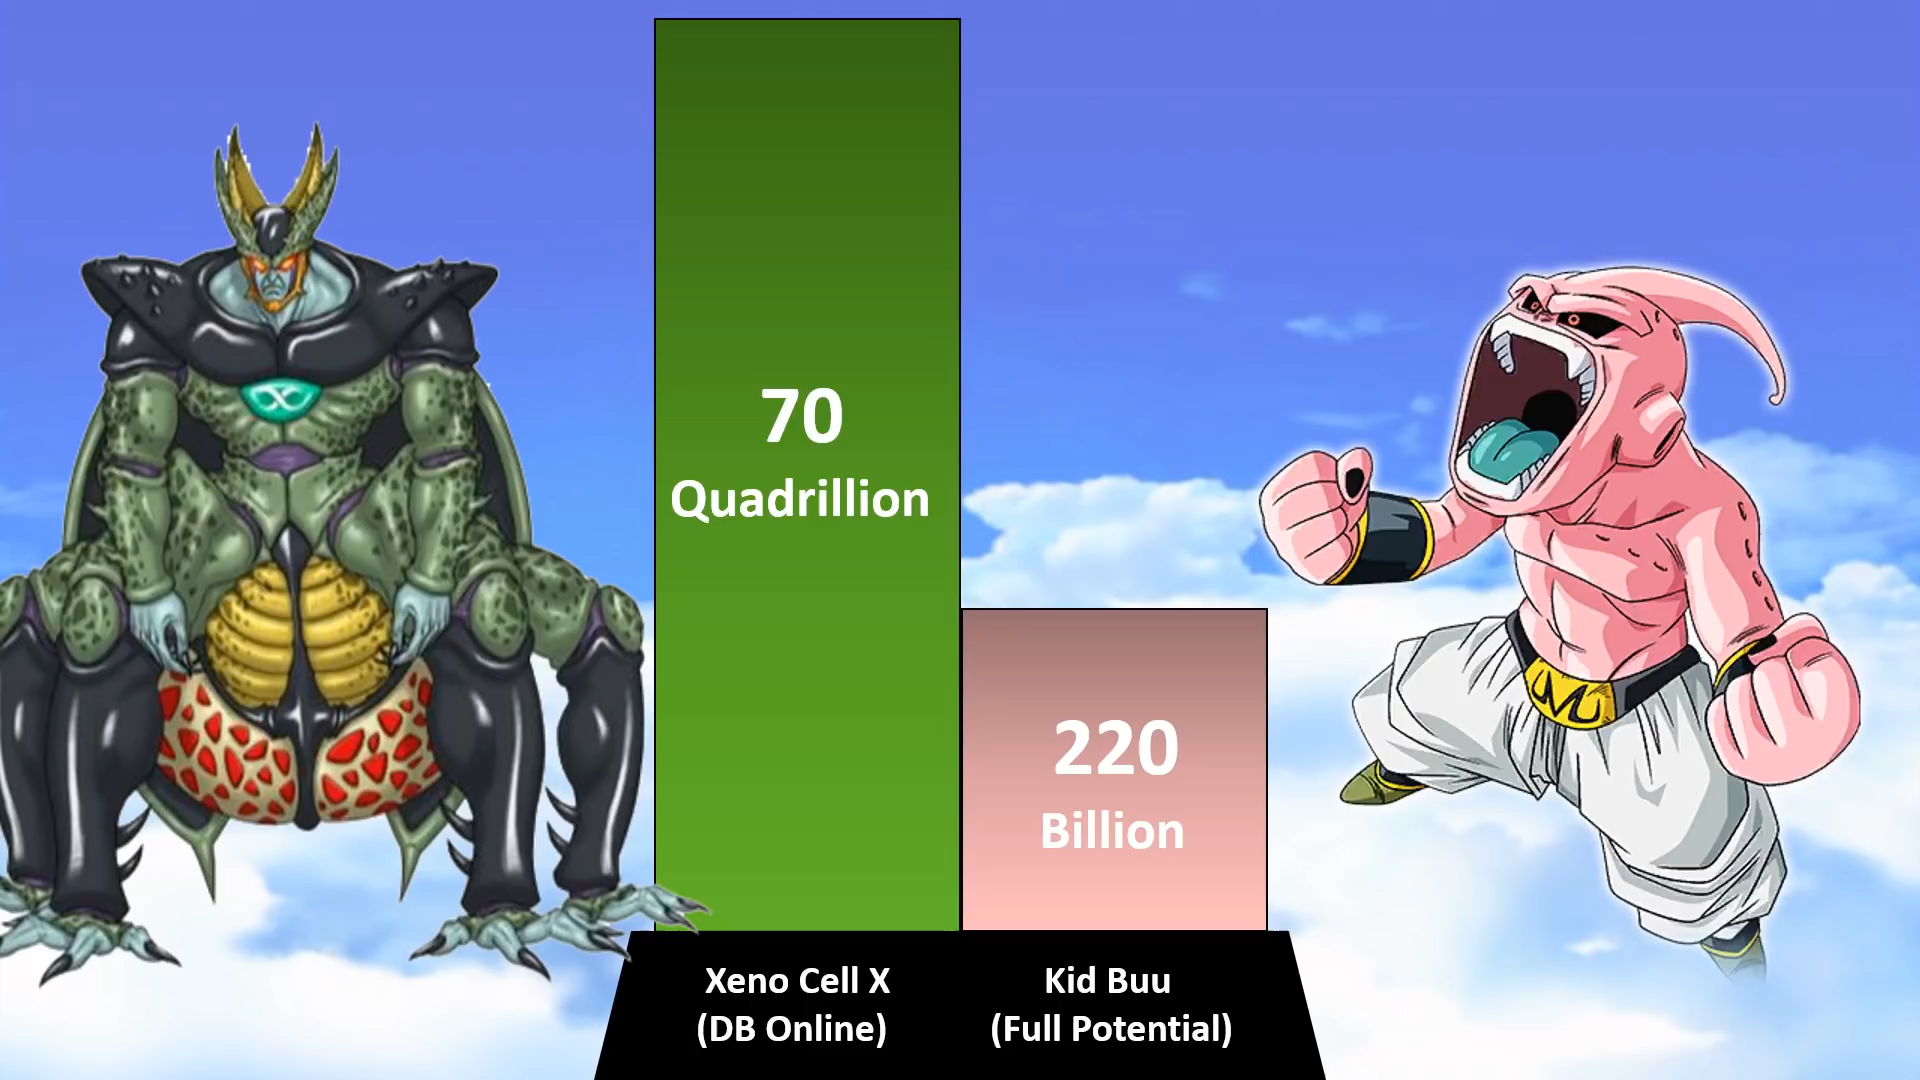 70
Quadrillion
220
Billion
Xeno Cell X
(DB Online)
Kid Buu
(Full Potential)
M